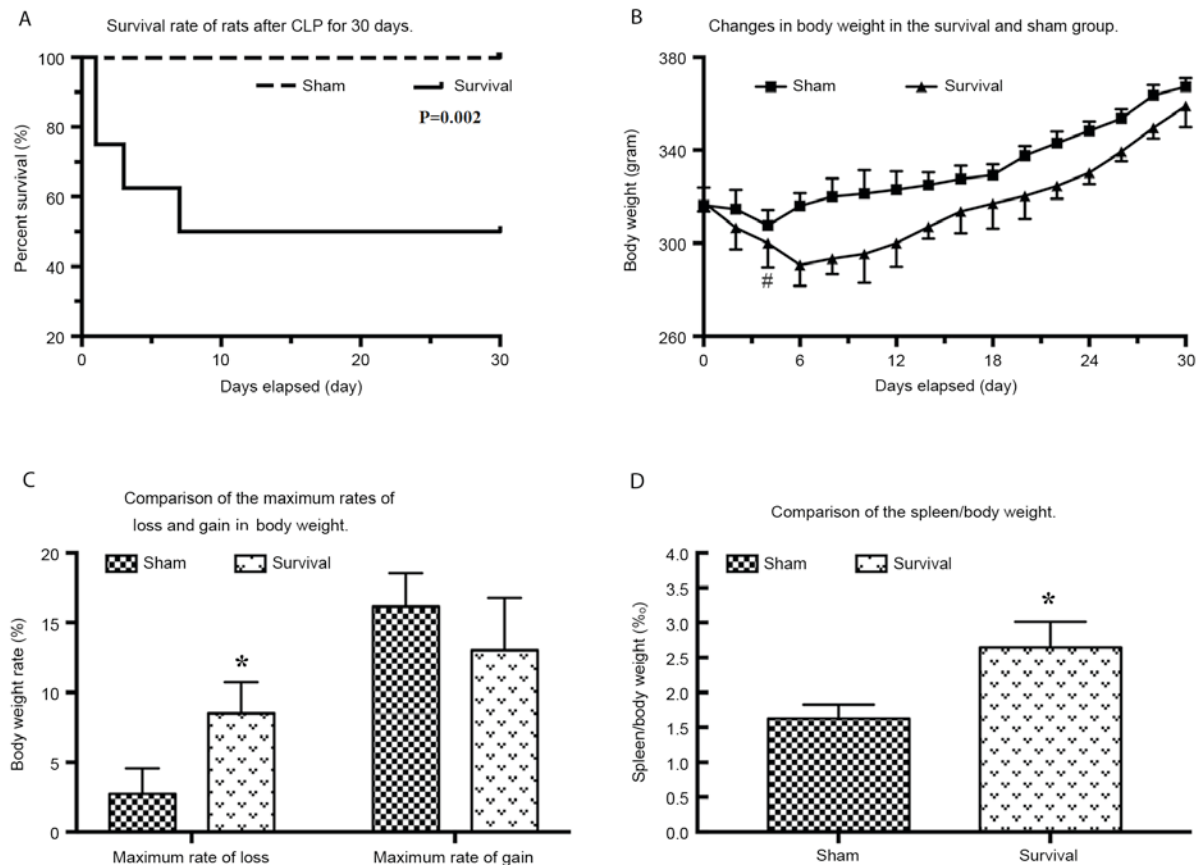 A
Survival rate of rats after CLP for 30 days.
100
80
60
40
20
Percent survival (%)
Sham
Survival
P=0.002
0
10
20
30
Days elapsed (day)
B
Changes in body weight in the survival and sham group.
380
340
300
260
Body weight (gram)
Sham
Survival
#
0
6
12
18
24
30
Days elapsed (day)
C
Comparison of the maximum rates of
loss and gain in body weight.
20
15
10
5
0
Body weight rate (%)
Sham
Survival
*
Maximum rate of loss
Maximum rate of gain
D
Comparison of the spleen/body weight.
4.0
3.5
3.0
2.5
2.0
1.5
1.0
0.5
0.0
Spleen/body weight (‰)
Sham
Survival
*
Sham
Survival